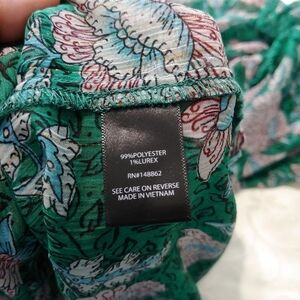 99%POLYESTER
1%LUREX
RN#148862
SEE CARE ON REVERSE
MADE IN VIETNAM